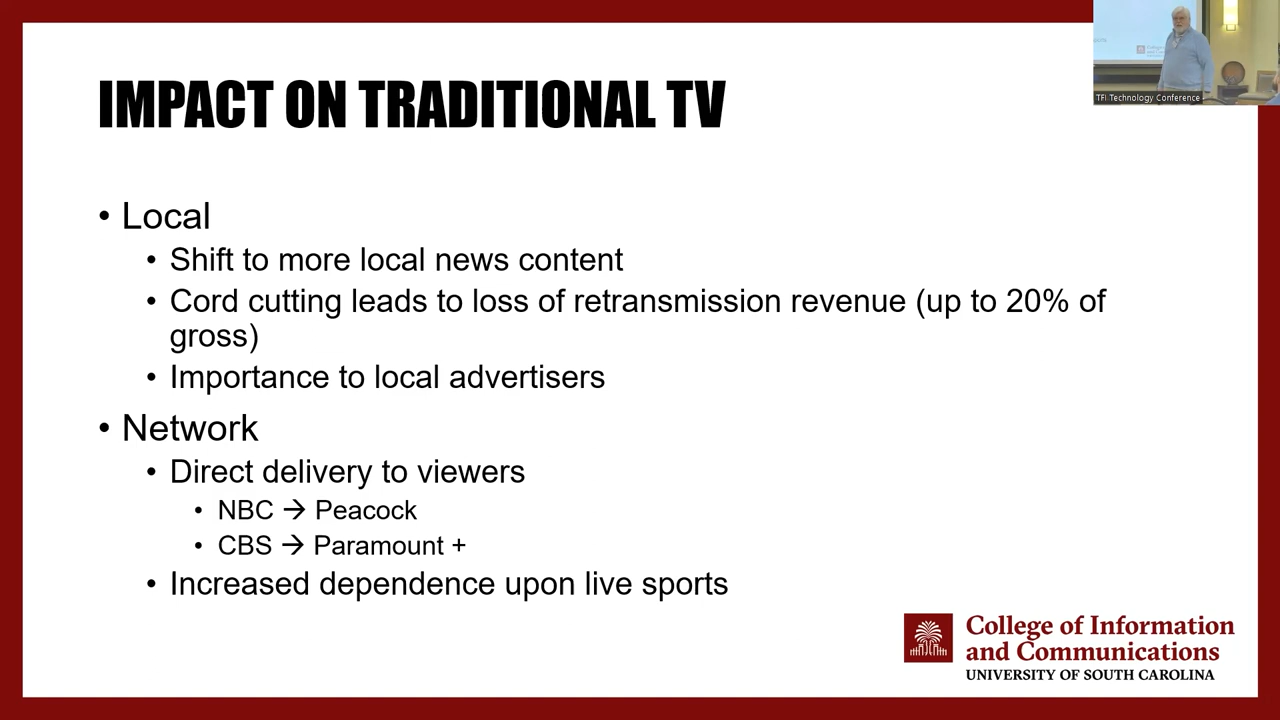 IMPACT ON TRADITIONAL TV
TFI Technology Conference
• Local
• Shift to more local news content
• Cord cutting leads to loss of retransmission revenue (up to 20% of
gross)
• Importance to local advertisers
• Network
• Direct delivery to viewers
• NBC → Peacock
• CBS → Paramount +
• Increased dependence upon live sports
College of Information
and Communications
UNIVERSITY OF SOUTH CAROLINA